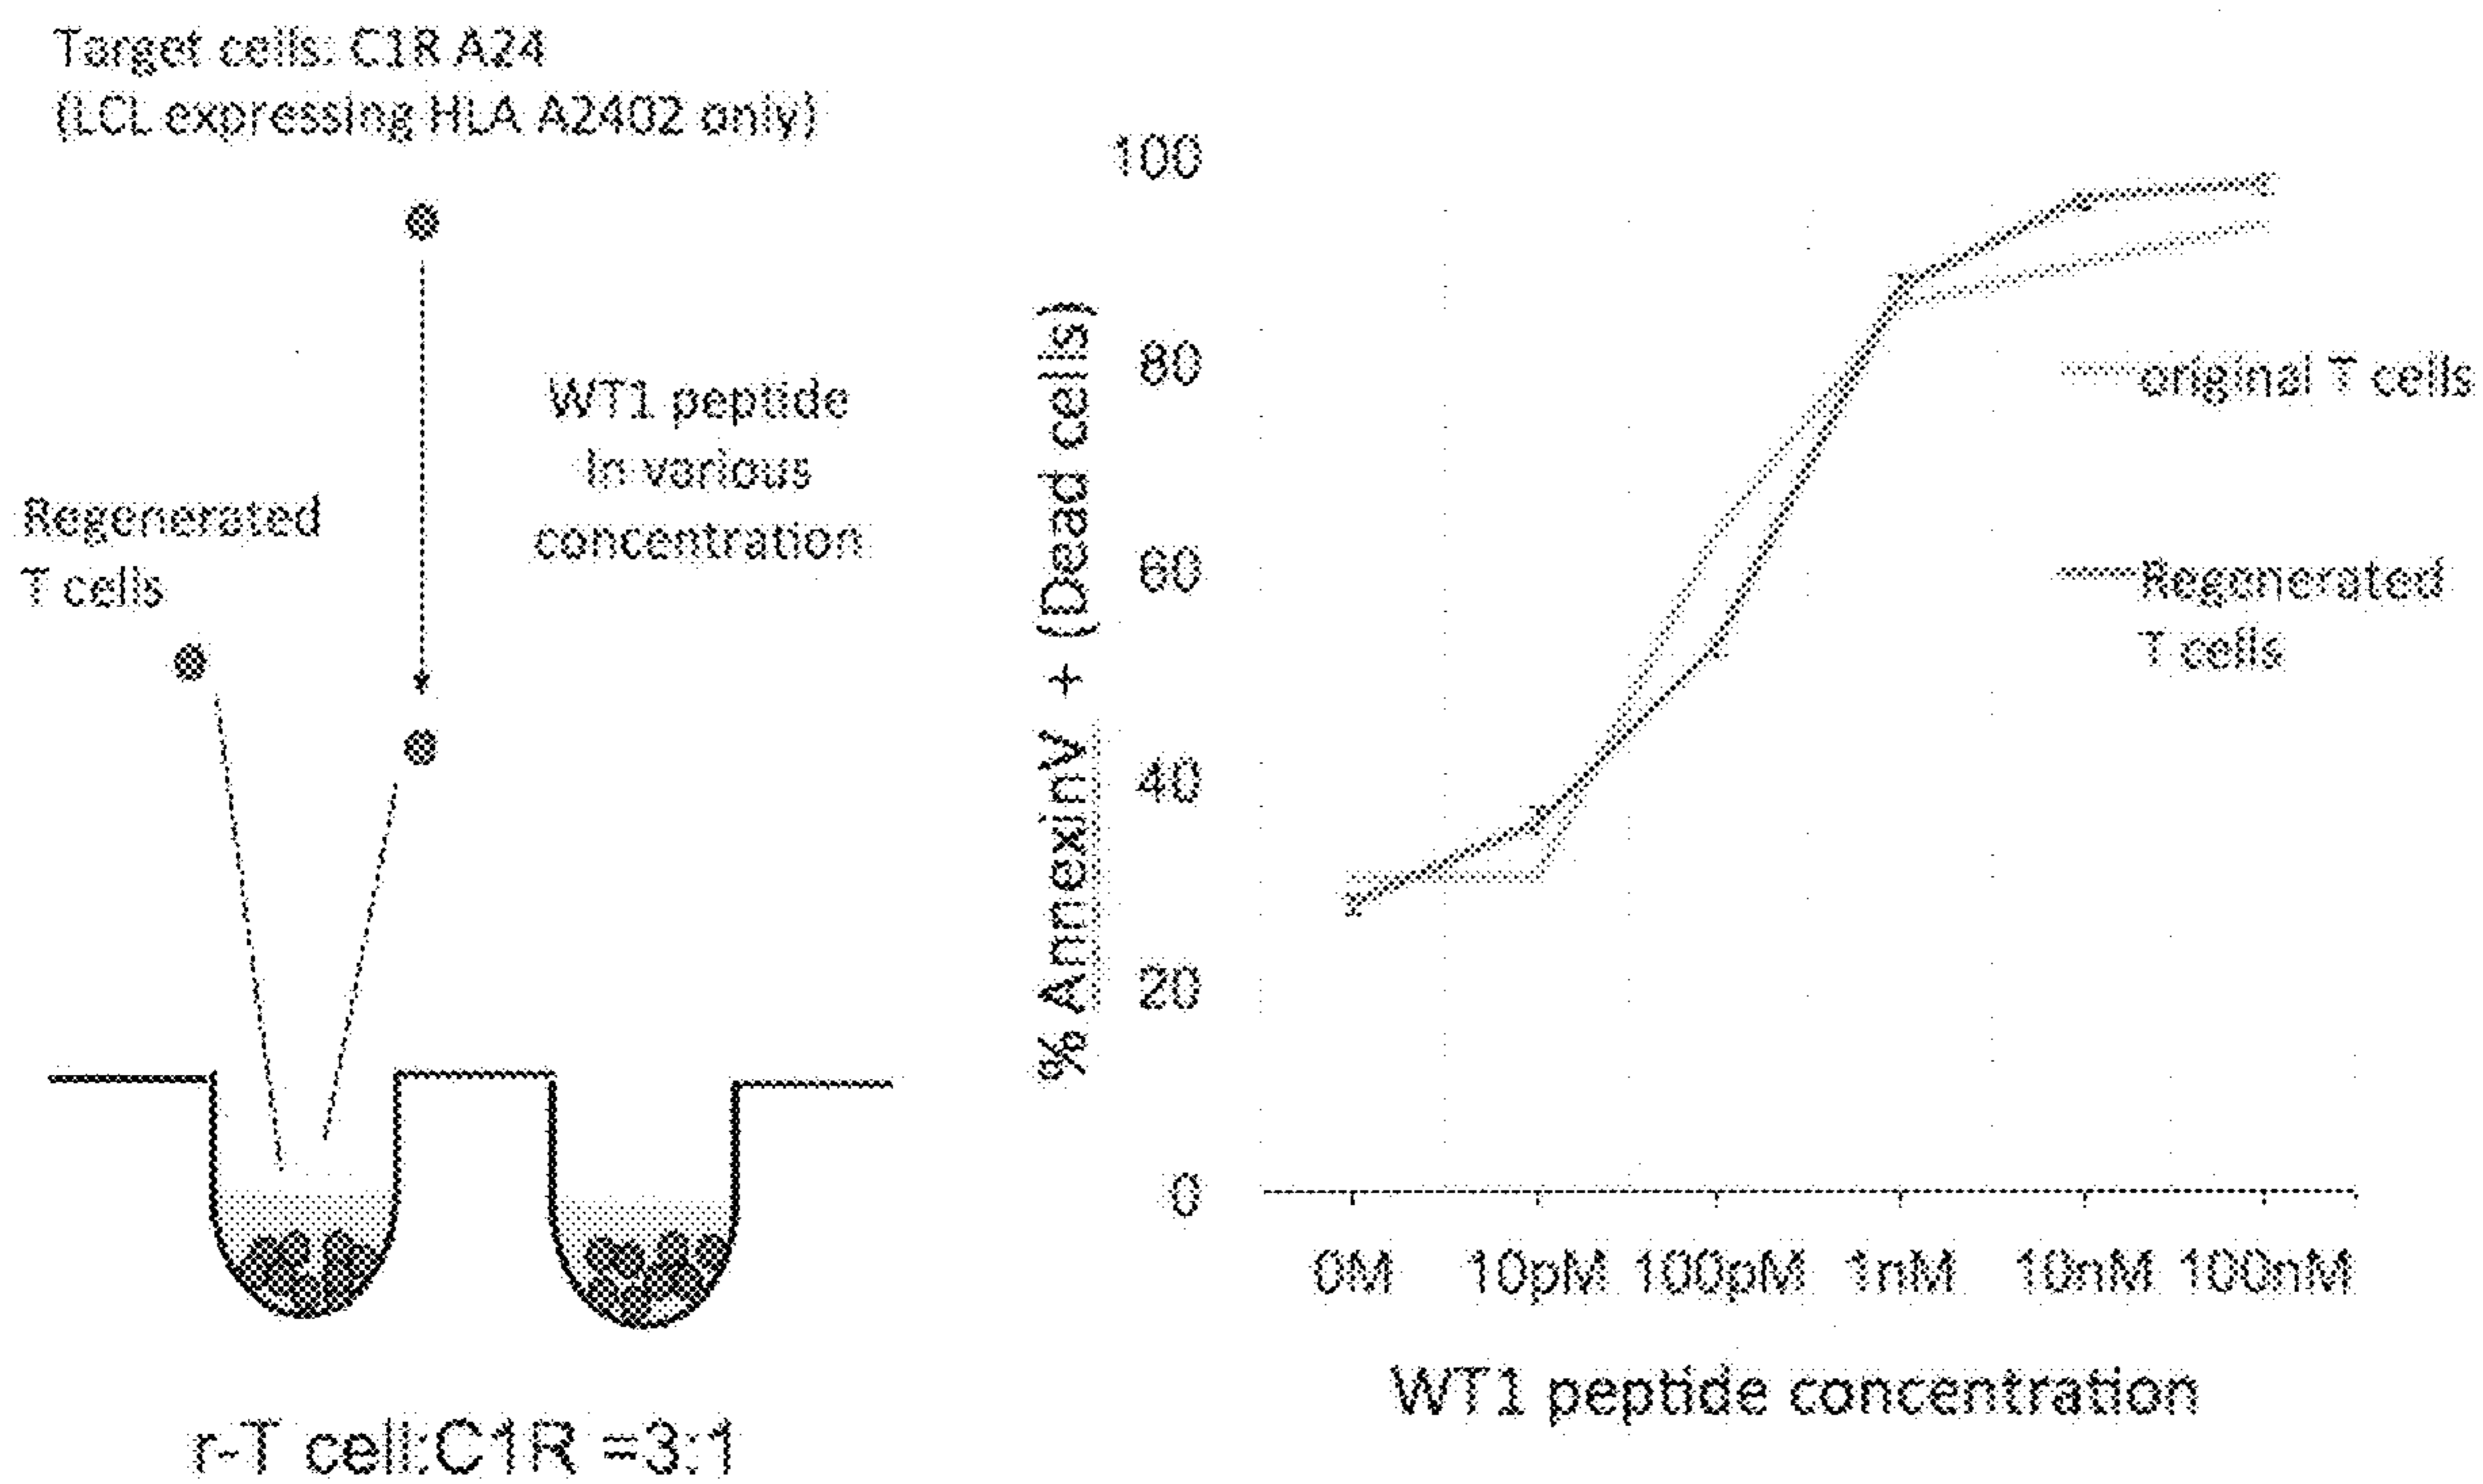 Target cells: C1R A24
(LCL expressing HLA A2402 only)
WT1 peptide
In various
concentration
Regenerated
T cells
r-T cell:C1R =3:1
% AnnexinV + (Dead cells)
100
80
60
40
20
0
0M 10pM 100pM 1nM 10nM 100nM
WT1 peptide concentration
original T cells
Regenerated
T cells